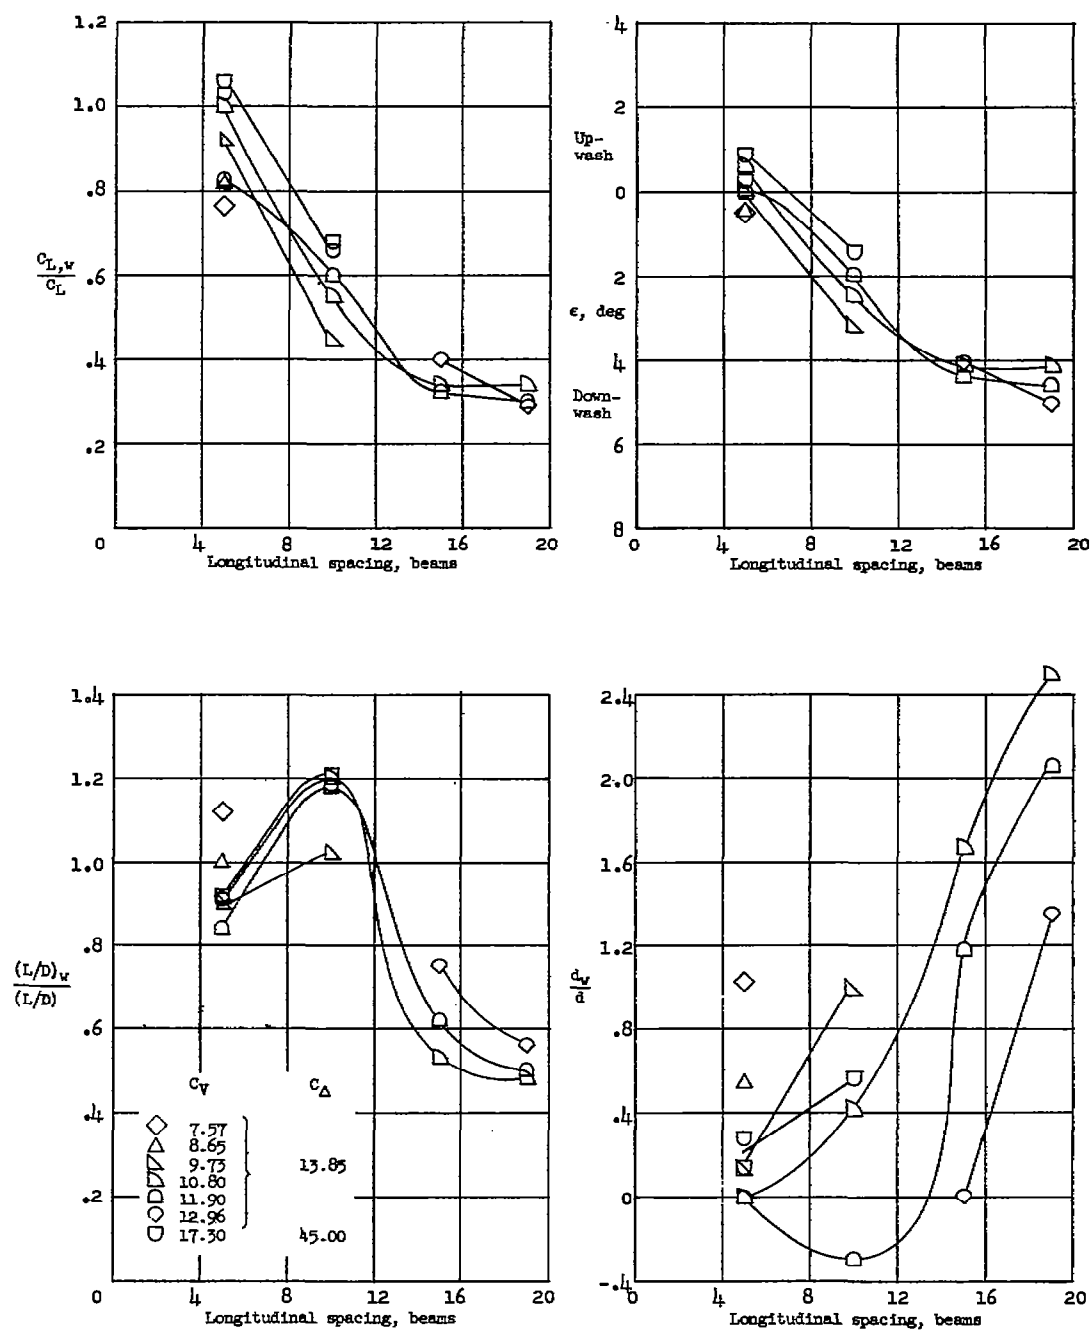 1.2
1.0
.8
.6
.4
.2
0 4 8 12 16 20
C_L,w
C_L
Longitudinal spacing, beams
4
2
Up-
wash
0
2
ε, deg
4
Down-
wash
6
8
0 4 8 12 16 20
Longitudinal spacing, beams
1.4
1.2
1.0
.8
(L/D)_w
(L/D)
.6
.4
.2
C_V C_Δ
7.57
8.65
9.73 13.85
10.80
11.90
12.96
17.30 45.00
0 4 8 12 16 20
Longitudinal spacing, beams
2.4
2.0
1.6
1.2
d_w
d
.8
.4
0
-.4
0 4 8 12 16 20
Longitudinal spacing, beams